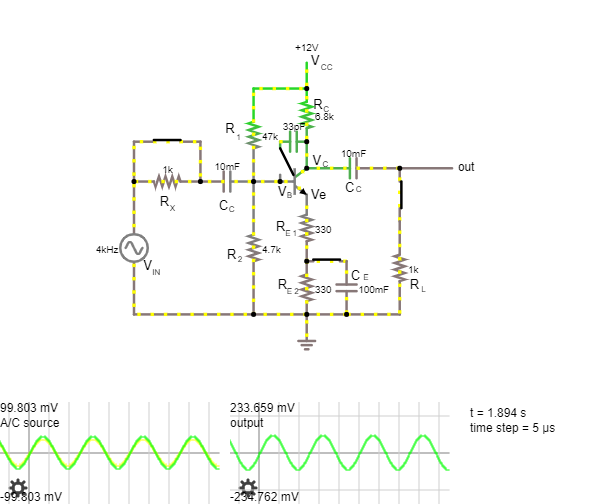 +12V
V CC
R C
6.8k
33pF
R 1
47k
V C
10mF
C C
out
1k
R X
10mF
C C
V B
Ve
4kHz
V IN
R 2
4.7k
R E1
330
R E2
330
C E
100mF
1k
R L
99.803 mV
A/C source
-99.803 mV
233.659 mV
output
-234.762 mV
t = 1.894 s
time step = 5 µs